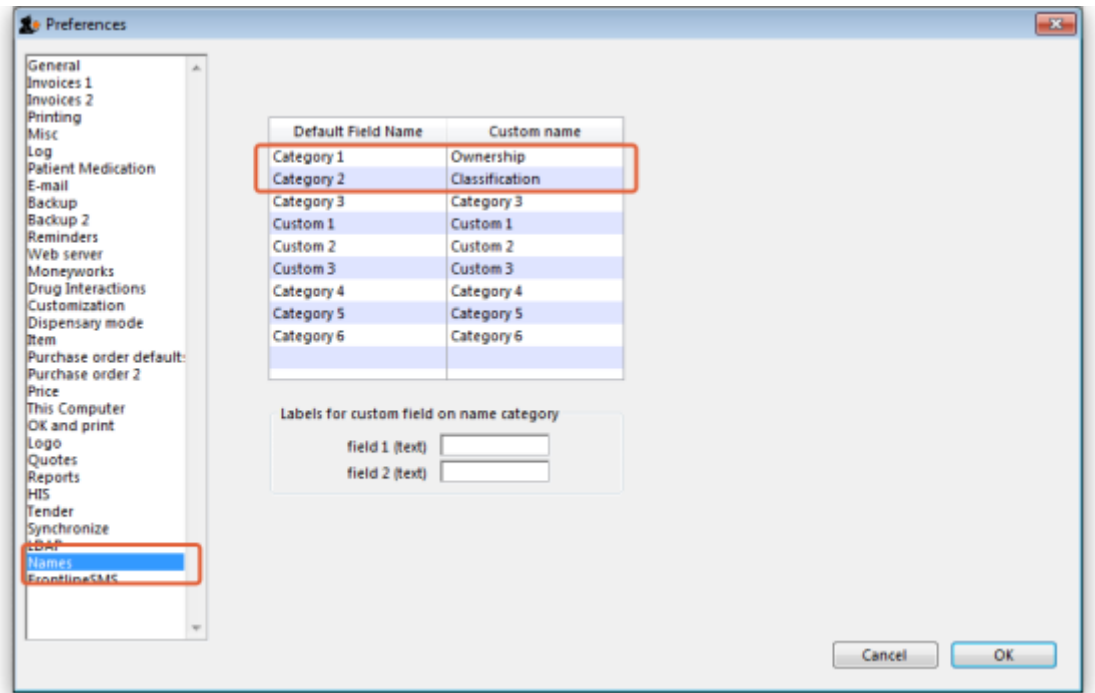 Preferences
General
Invoices 1
Invoices 2
Printing
Misc
Log
Patient Medication
E-mail
Backup
Backup 2
Reminders
Web server
Moneyworks
Drug Interactions
Customization
Dispensary mode
Item
Purchase order default:
Purchase order 2
Price
This Computer
OK and print
Logo
Quotes
Reports
HIS
Tender
Synchronize
LDAP
Names
FrontlineSMS
Default Field Name Custom name
Category 1 Ownership
Category 2 Classification
Category 3 Category 3
Custom 1 Custom 1
Custom 2 Custom 2
Custom 3 Custom 3
Category 4 Category 4
Category 5 Category 5
Category 6 Category 6
Labels for custom field on name category
field 1 (text)
field 2 (text)
Cancel OK